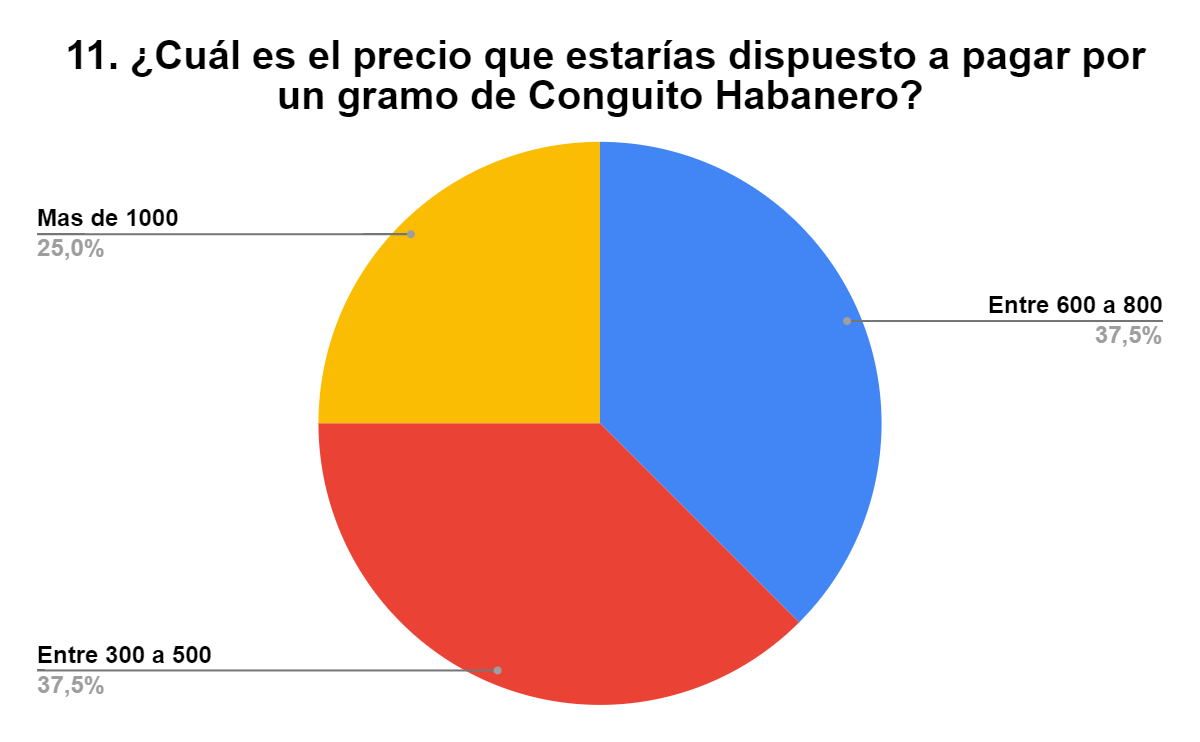 11. ¿Cuál es el precio que estarías dispuesto a pagar por
un gramo de Conguito Habanero?
Mas de 1000
25,0%
Entre 600 a 800
37,5%
Entre 300 a 500
37,5%